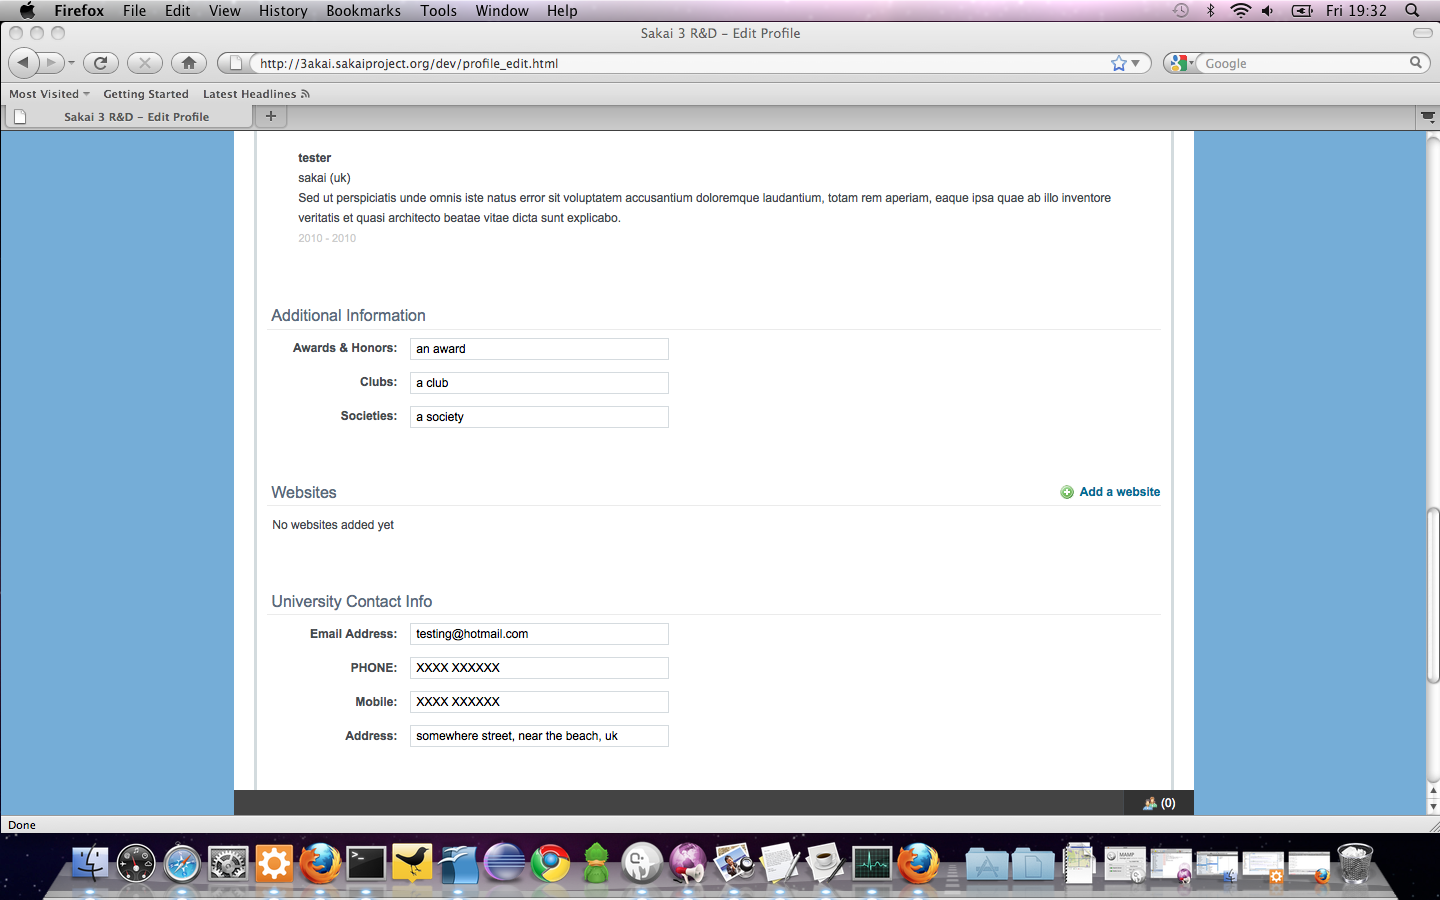 Firefox File Edit View History Bookmarks Tools Window Help Fri 19:32
Sakai 3 R&D – Edit Profile
http://3akai.sakaiproject.org/dev/profile_edit.html Google
Most Visited Getting Started Latest Headlines
Sakai 3 R&D – Edit Profile
tester
sakai (uk)
Sed ut perspiciatis unde omnis iste natus error sit voluptatem accusantium doloremque laudantium, totam rem aperiam, eaque ipsa quae ab illo inventore
veritatis et quasi architecto beatae vitae dicta sunt explicabo.
2010 - 2010
Additional Information
Awards & Honors: an award
Clubs: a club
Societies: a society
Websites Add a website
No websites added yet
University Contact Info
Email Address: testing@hotmail.com
PHONE: XXXX XXXXXX
Mobile: XXXX XXXXXX
Address: somewhere street, near the beach, uk
(0)
Done